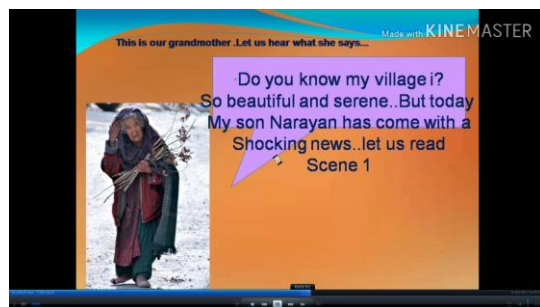 Made with KINEMASTER
This is our grandmother .Let us hear what she says...
Do you know my village i?
So beautiful and serene..But today
My son Narayan has come with a
Shocking news..let us read
Scene 1